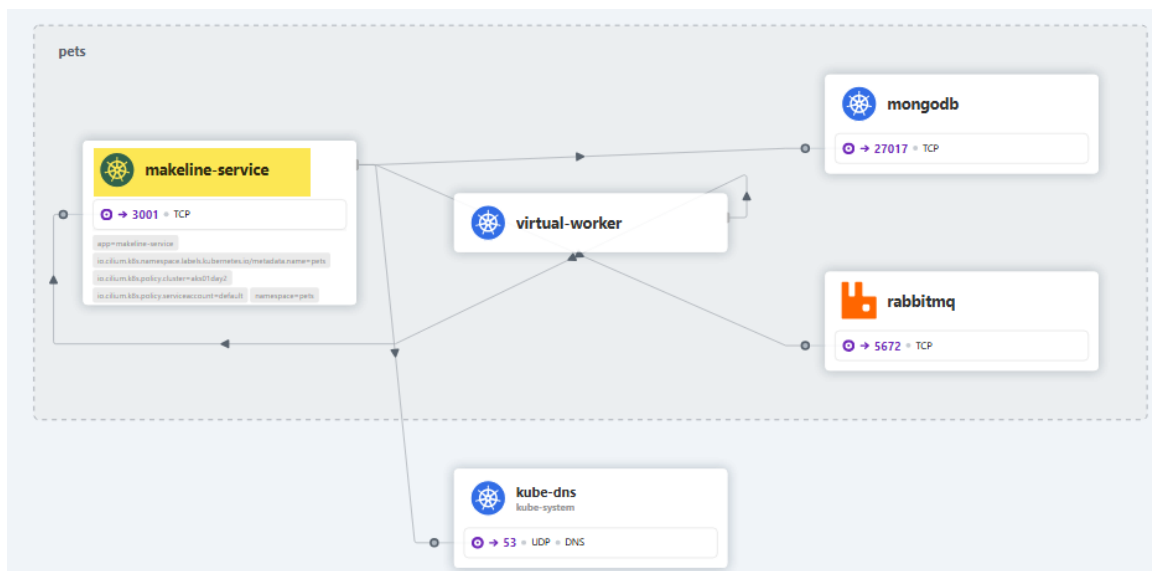 pets
makeline-service
→ 3001 • TCP
app=makeline-service
io.cilium.k8s.namespace.labels.kubernetes.io/metadata.name=pets
io.cilium.k8s.policy.cluster=aks01day2
io.cilium.k8s.policy.serviceaccount=default namespace=pets
virtual-worker
mongodb
→ 27017 • TCP
rabbitmq
→ 5672 • TCP
kube-dns
kube-system
→ 53 • UDP • DNS